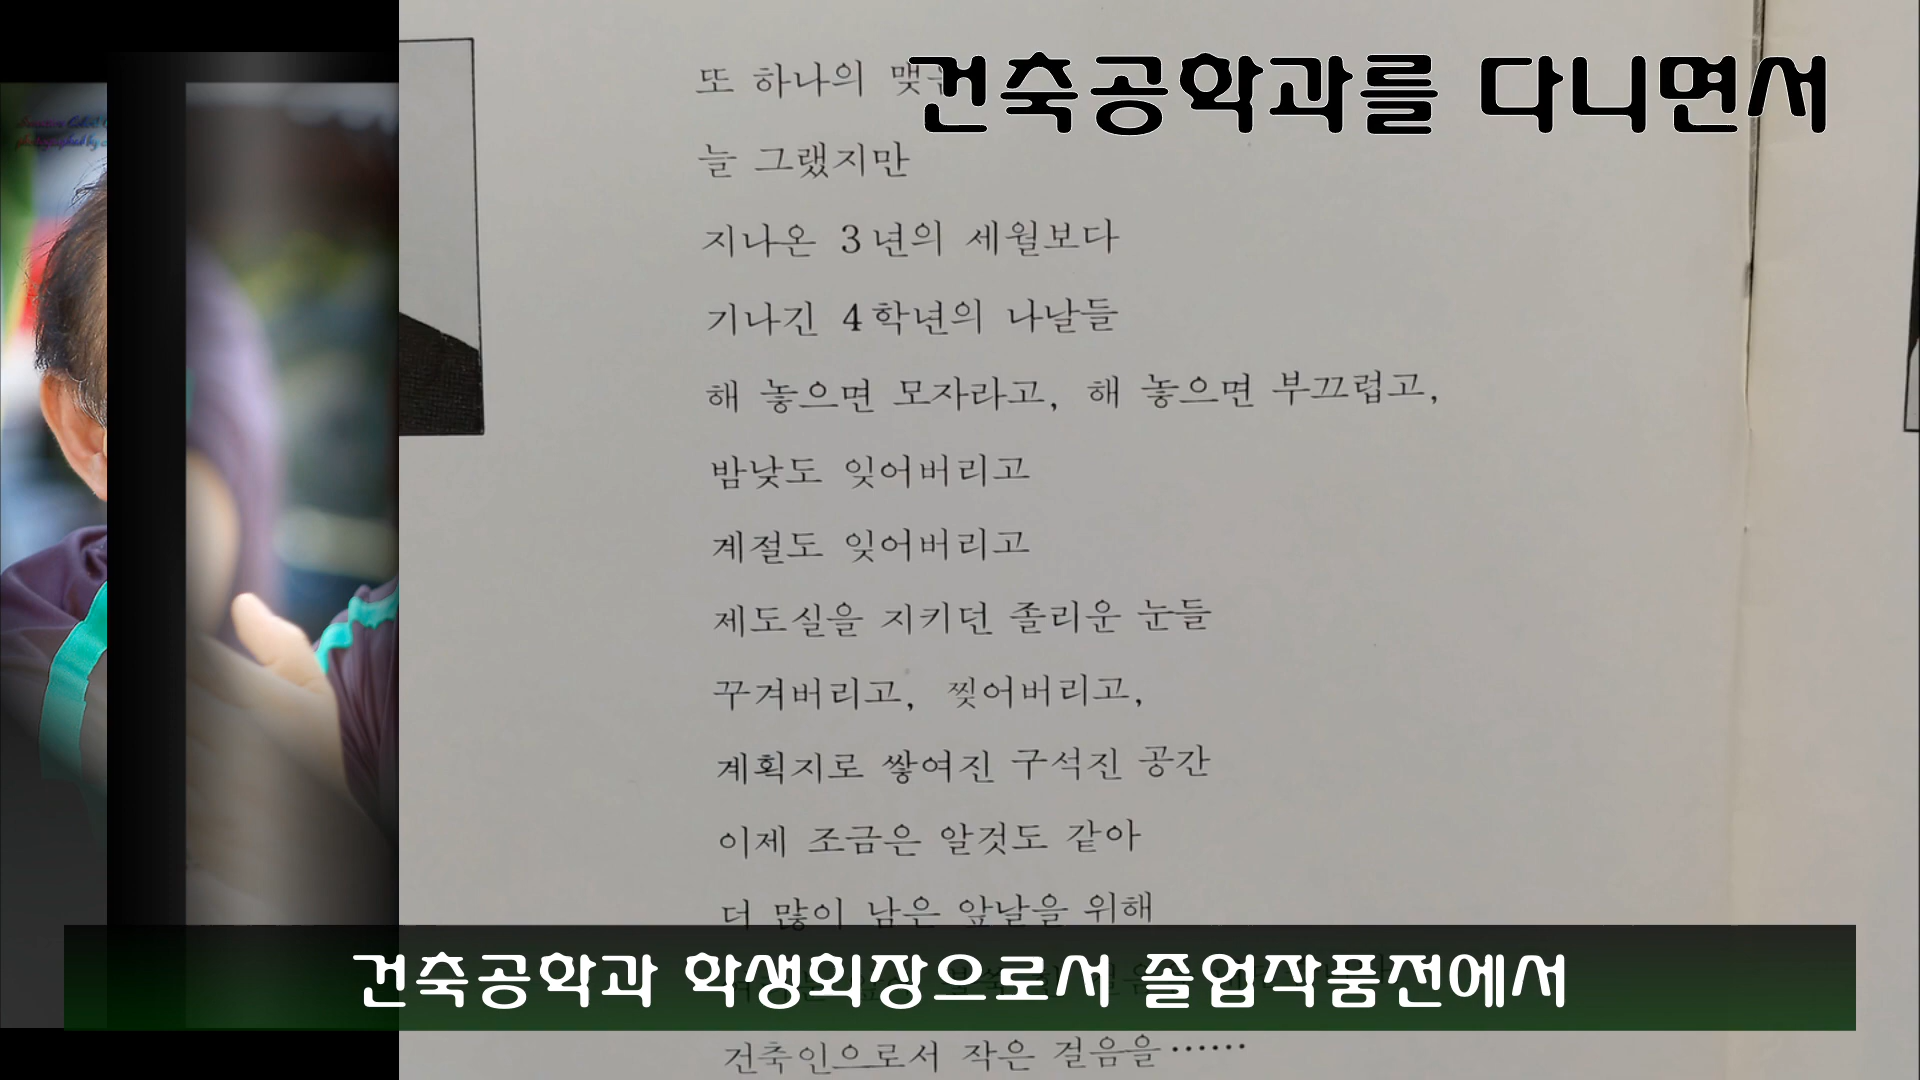 건축공학과를 다니면서
또 하나의
늘 그랬지만
지나온 3년의 세월보다
기나긴 4학년의 나날들
해 놓으면 모자라고, 해 놓으면 부끄럽고,
밤낮도 잊어버리고
계절도 잊어버리고
제도실을 지키던 졸리운 눈들
꾸겨버리고, 찢어버리고,
계획지로 쌓여진 구석진 공간
이제 조금은 알것도 같아
더 많이 남은 앞날을 위해
건축공학과 학생회장으로서 졸업작품전에서
건축인으로서 작은 걸음을……